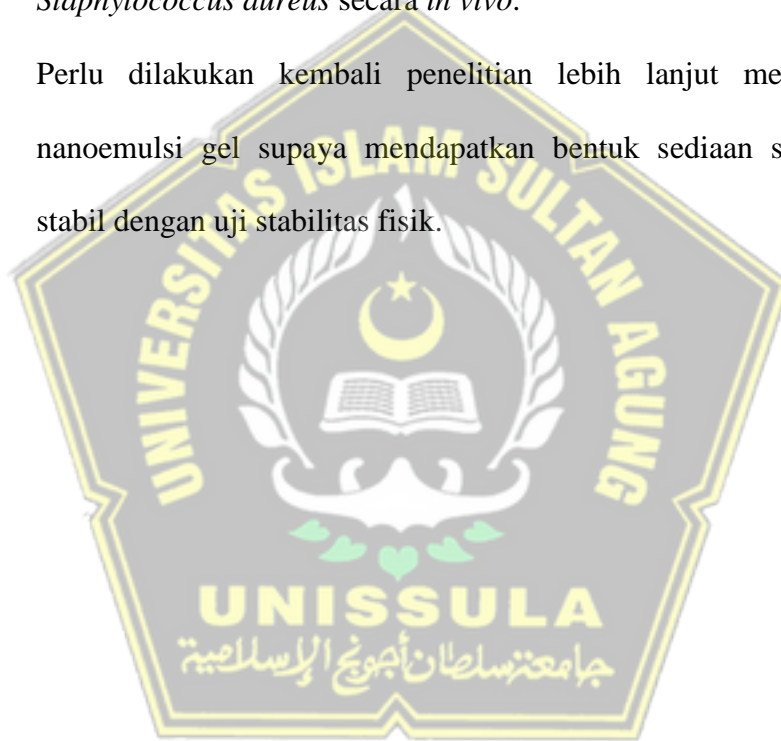 Staphylococcus aureus secara in vivo.
Perlu dilakukan kembali penelitian lebih lanjut me
nanoemulsi gel supaya mendapatkan bentuk sediaan s
stabil dengan uji stabilitas fisik.
UNIVERSITAS ISLAM SULTAN AGUNG
UNISSULA
جامعة سلطان أجونج الإسلامية